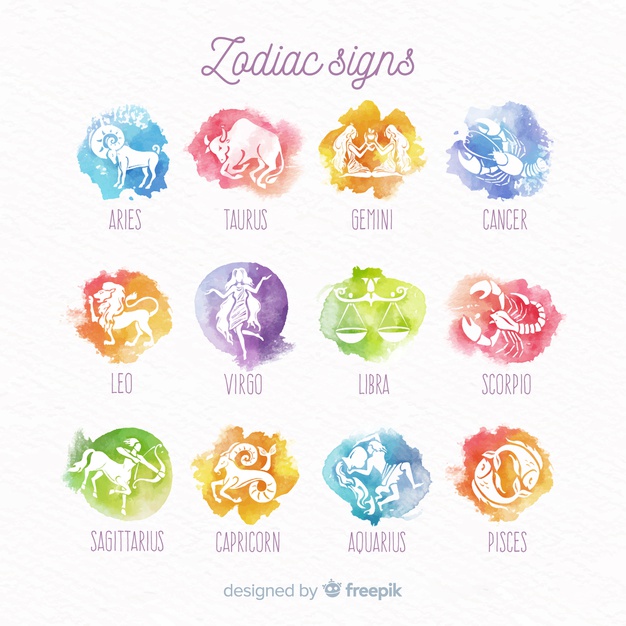 Zodiac signs
ARIES TAURUS GEMINI CANCER
LEO VIRGO LIBRA SCORPIO
SAGITTARIUS CAPRICORN AQUARIUS PISCES
designed by freepik